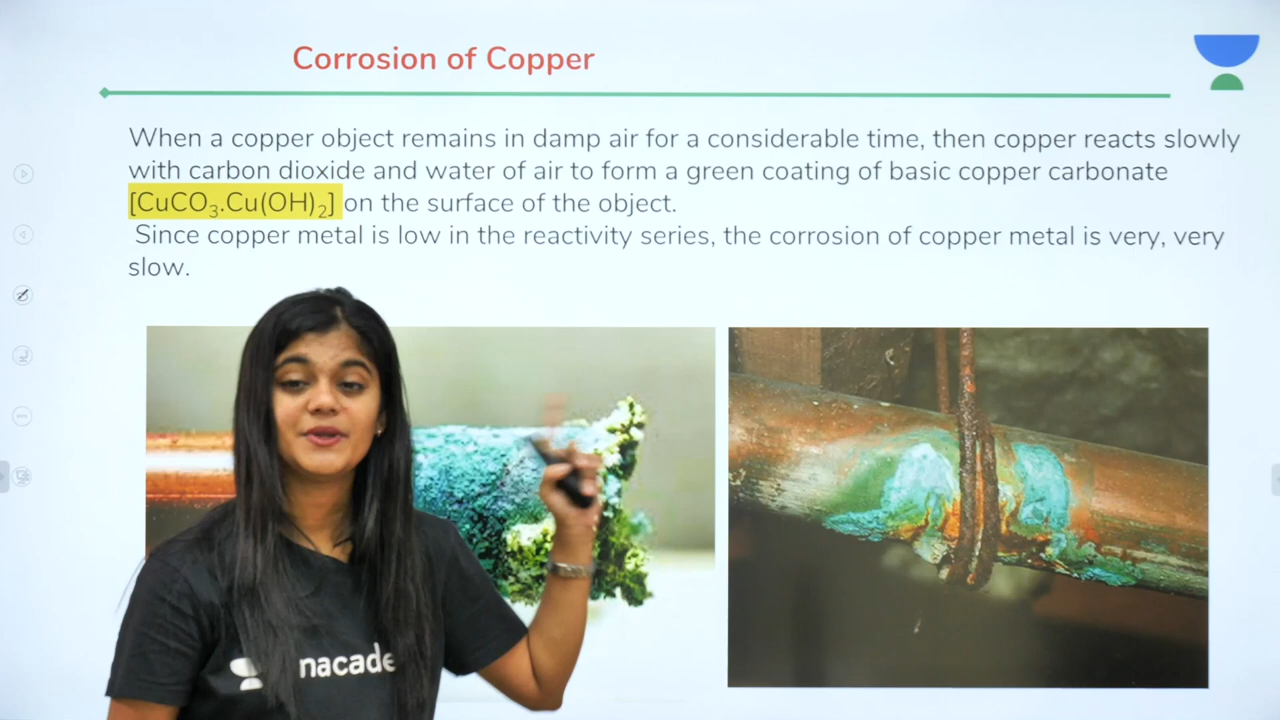 Corrosion of Copper
When a copper object remains in damp air for a considerable time, then copper reacts slowly
with carbon dioxide and water of air to form a green coating of basic copper carbonate
[CuCO₃.Cu(OH)₂] on the surface of the object.
Since copper metal is low in the reactivity series, the corrosion of copper metal is very, very
slow.
nacade